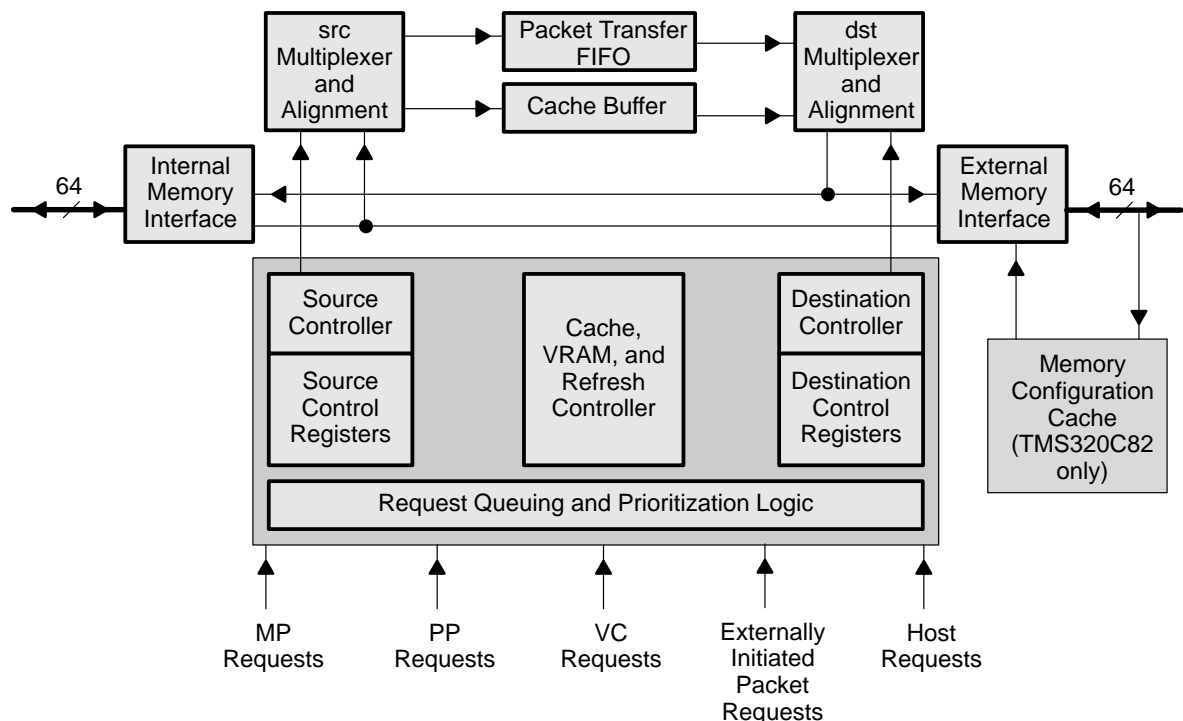 src
Multiplexer
and
Alignment
Packet Transfer
FIFO
Cache Buffer
dst
Multiplexer
and
Alignment
64
Internal
Memory
Interface
External
Memory
Interface
64
Source
Controller
Source
Control
Registers
Cache,
VRAM, and
Refresh
Controller
Destination
Controller
Destination
Control
Registers
Memory
Configuration
Cache
(TMS320C82
only)
Request Queuing and Prioritization Logic
MP
Requests
PP
Requests
VC
Requests
Externally
Initiated
Packet
Requests
Host
Requests